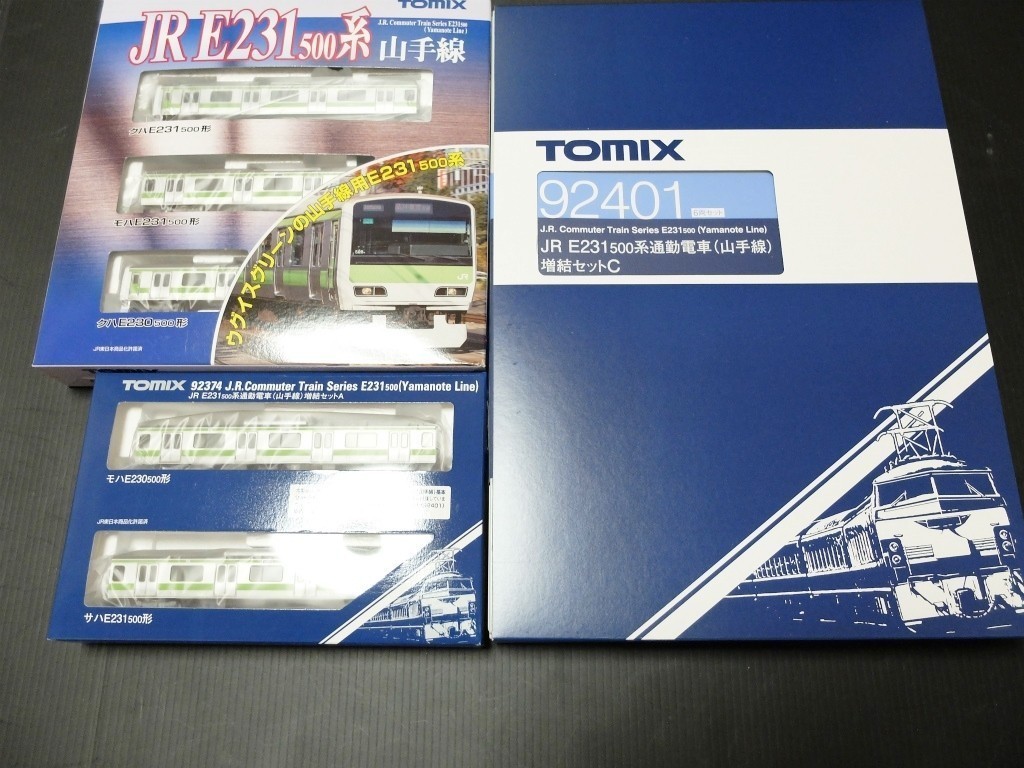 TOMIX
JR E231 500系 山手線
J.R. Commuter Train Series E231 500
(Yamanote Line)
クハE231 500形
モハE231 500形
クハE230 500形
ウグイスグリーンの山手線用E231 500系
JR東日本商品化許諾済
TOMIX 92374 J.R.Commuter Train Series E231 500(Yamanote Line)
JR E231 500系通勤電車(山手線)増結セットA
モハE230 500形
JR東日本商品化許諾済
サハE231 500形
TOMIX
92401
J.R. Commuter Train Series E231 500 (Yamanote Line)
JR E231 500系通勤電車(山手線)
増結セットC